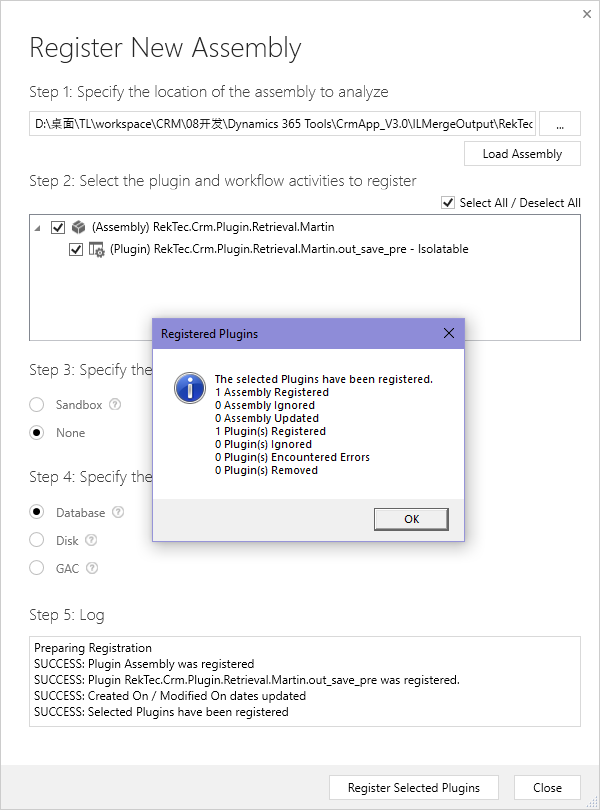 Register New Assembly
Step 1: Specify the location of the assembly to analyze
D:\桌面\TL\workspace\CRM\08开发\Dynamics 365 Tools\CrmApp_V3.0\ILMergeOutput\RekTec
...
Load Assembly
Step 2: Select the plugin and workflow activities to register
Select All / Deselect All
(Assembly) RekTec.Crm.Plugin.Retrieval.Martin
(Plugin) RekTec.Crm.Plugin.Retrieval.Martin.out_save_pre - Isolatable
Registered Plugins
The selected Plugins have been registered.
1 Assembly Registered
0 Assembly Ignored
0 Assembly Updated
1 Plugin(s) Registered
0 Plugin(s) Ignored
0 Plugin(s) Encountered Errors
0 Plugin(s) Removed
OK
Step 3: Specify the
Sandbox ?
None
Step 4: Specify the
Database ?
Disk ?
GAC ?
Step 5: Log
Preparing Registration
SUCCESS: Plugin Assembly was registered
SUCCESS: Plugin RekTec.Crm.Plugin.Retrieval.Martin.out_save_pre was registered.
SUCCESS: Created On / Modified On dates updated
SUCCESS: Selected Plugins have been registered
Register Selected Plugins
Close